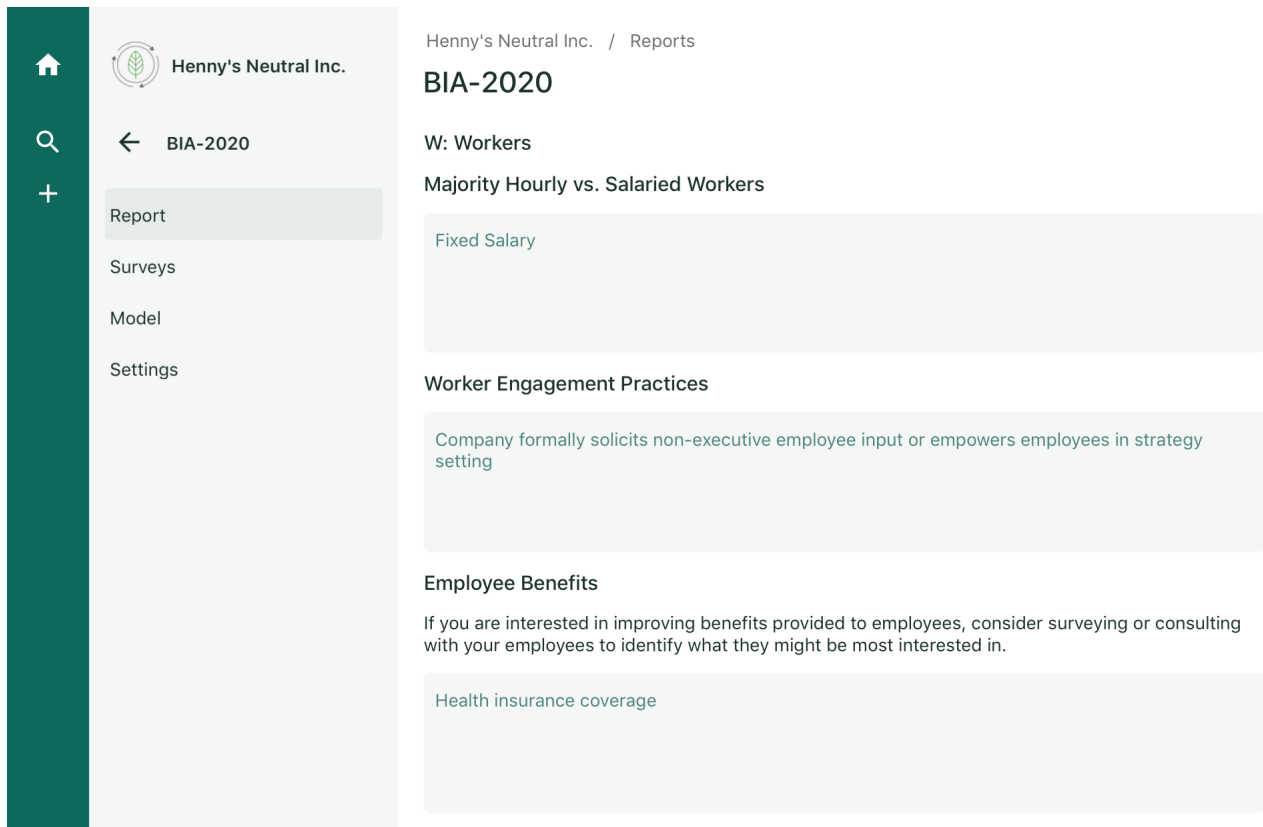 Henny's Neutral Inc.
BIA-2020
Report
Surveys
Model
Settings
Henny's Neutral Inc. / Reports
BIA-2020
W: Workers
Majority Hourly vs. Salaried Workers
Fixed Salary
Worker Engagement Practices
Company formally solicits non-executive employee input or empowers employees in strategy
setting
Employee Benefits
If you are interested in improving benefits provided to employees, consider surveying or consulting
with your employees to identify what they might be most interested in.
Health insurance coverage